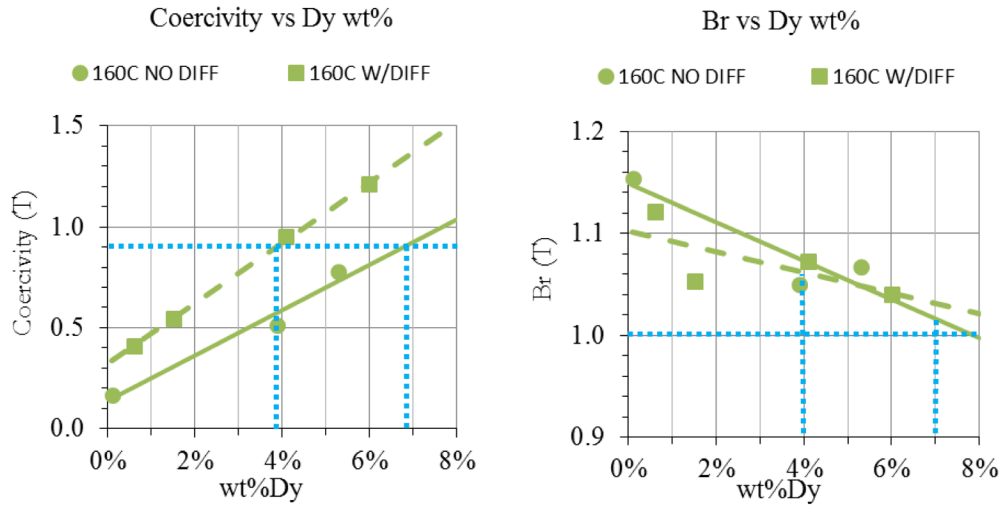 Coercivity vs Dy wt%
160C NO DIFF
160C W/DIFF
1.5
1.0
0.5
0.0
Coercivity (T)
0%
2%
4%
6%
8%
wt%Dy
Br vs Dy wt%
160C NO DIFF
160C W/DIFF
1.2
1.1
1.0
0.9
Br (T)
0%
2%
4%
6%
8%
wt%Dy